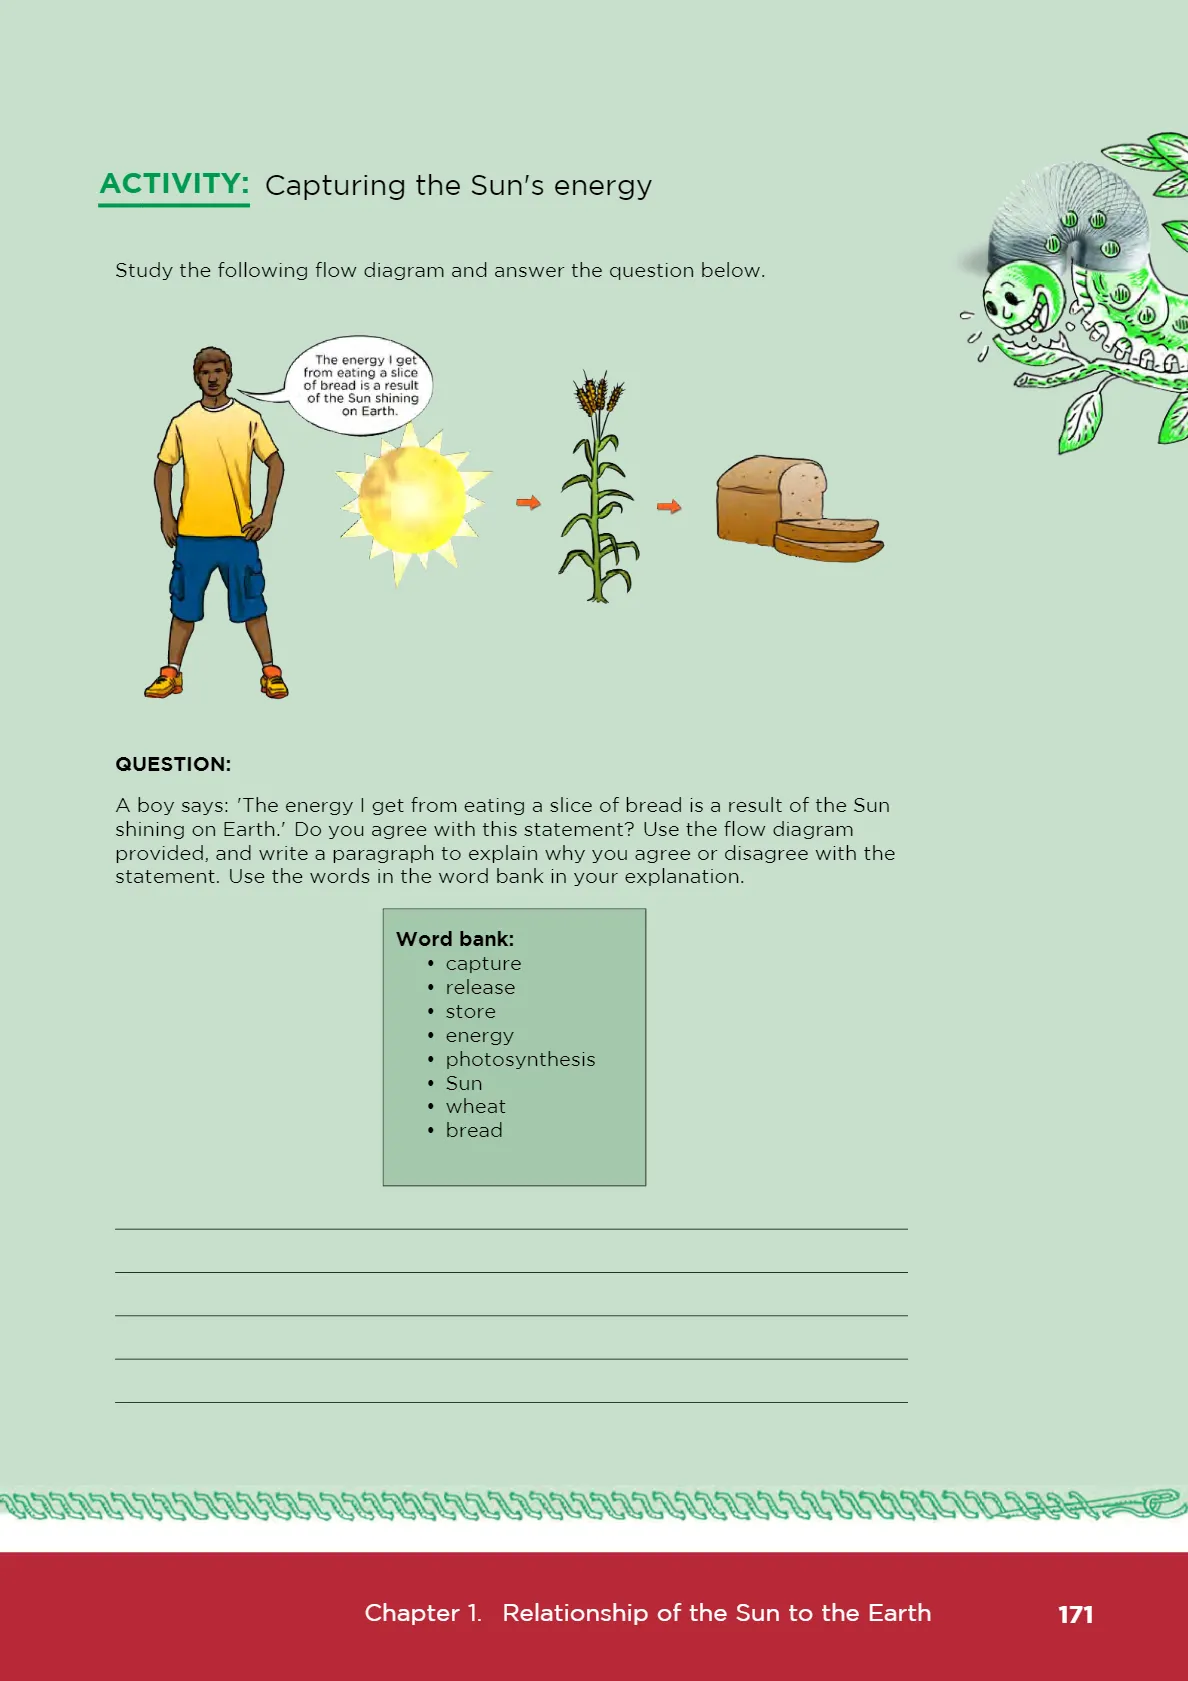 ACTIVITY: Capturing the Sun's energy
Study the following flow diagram and answer the question below.
The energy I get
from eating a slice
of bread is a result
of the Sun shining
on Earth.
QUESTION:
A boy says: 'The energy I get from eating a slice of bread is a result of the Sun
shining on Earth.' Do you agree with this statement? Use the flow diagram
provided, and write a paragraph to explain why you agree or disagree with the
statement. Use the words in the word bank in your explanation.
Word bank:
• capture
• release
• store
• energy
• photosynthesis
• Sun
• wheat
• bread
Chapter 1. Relationship of the Sun to the Earth 171